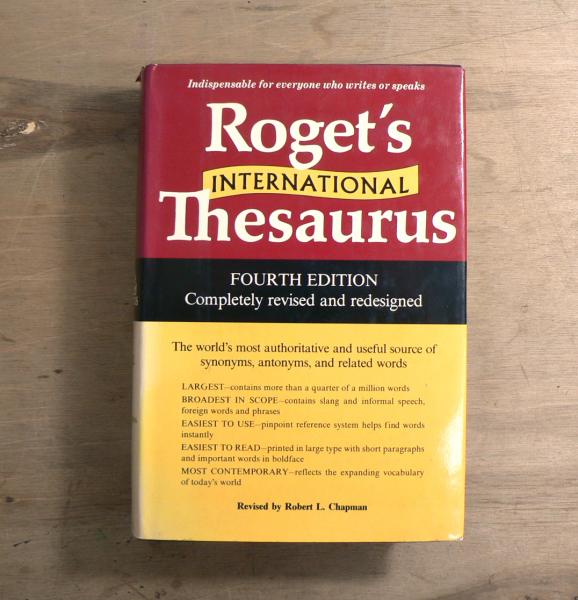 Indispensable for everyone who writes or speaks
Roget's
INTERNATIONAL
Thesaurus
FOURTH EDITION
Completely revised and redesigned
The world's most authoritative and useful source of
synonyms, antonyms, and related words
LARGEST—contains more than a quarter of a million words
BROADEST IN SCOPE—contains slang and informal speech,
foreign words and phrases
EASIEST TO USE—pinpoint reference system helps find words
instantly
EASIEST TO READ—printed in large type with short paragraphs
and important words in boldface
MOST CONTEMPORARY—reflects the expanding vocabulary
of today's world
Revised by Robert L. Chapman